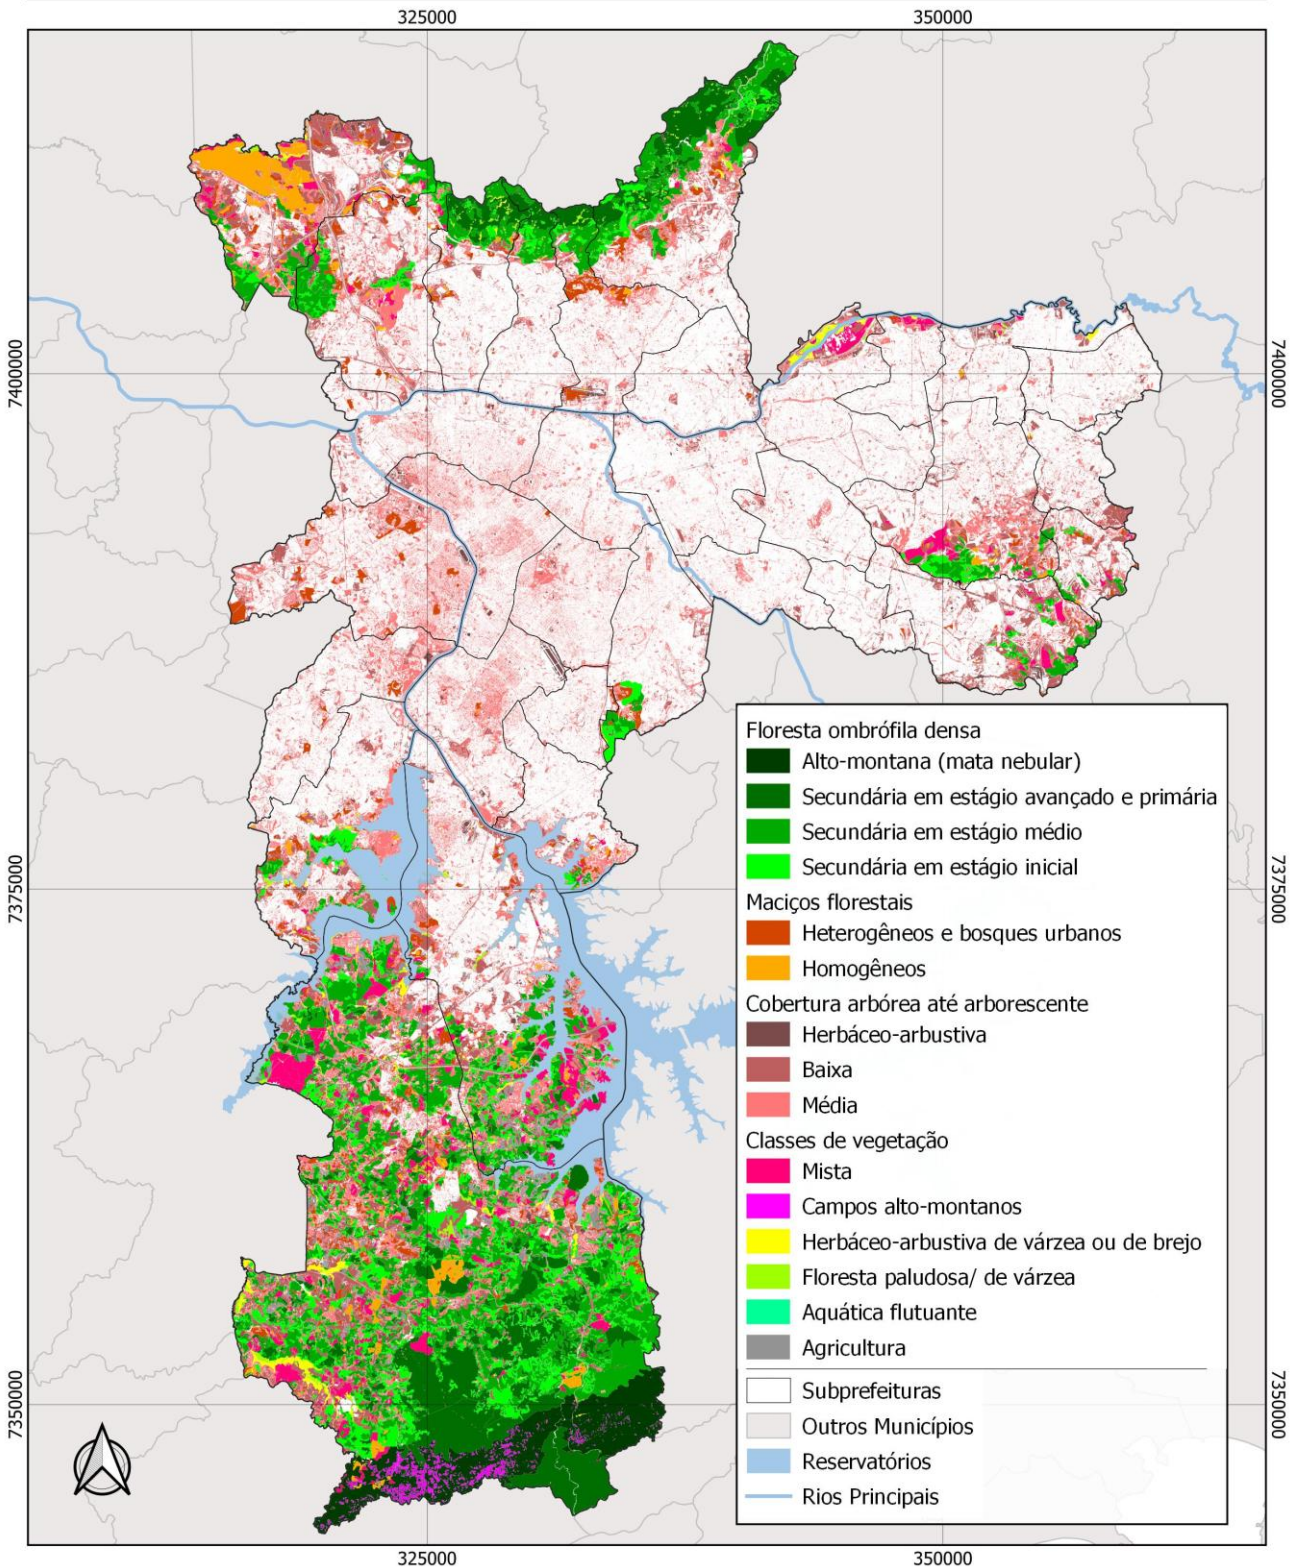 325000
350000
7400000
7400000
Floresta ombrófila densa
Alto-montana (mata nebular)
Secundária em estágio avançado e primária
Secundária em estágio médio
Secundária em estágio inicial
Maciços florestais
Heterogêneos e bosques urbanos
Homogêneos
Cobertura arbórea até arborescente
Herbáceo-arbustiva
Baixa
Média
Classes de vegetação
Mista
Campos alto-montanos
Herbáceo-arbustiva de várzea ou de brejo
Floresta paludosa/ de várzea
Aquática flutuante
Agricultura
Subprefeituras
Outros Municípios
Reservatórios
Rios Principais
7375000
7375000
7350000
7350000
325000
350000